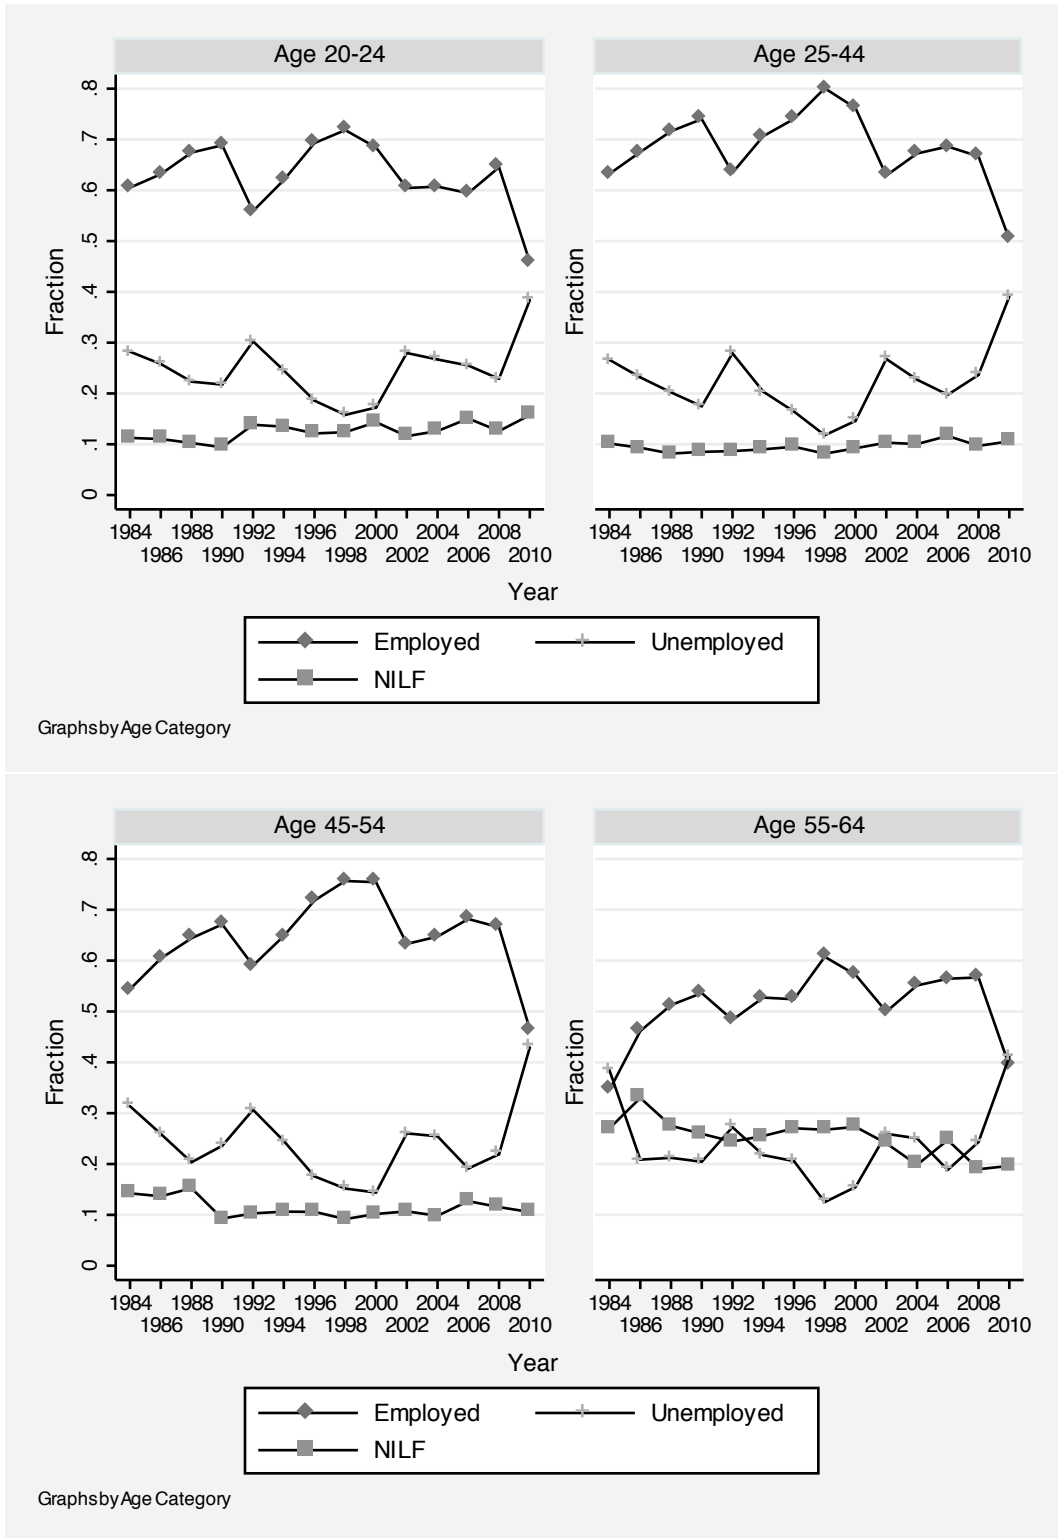 Age 20-24 Age 25-44
Fraction
0 .1 .2 .3 .4 .5 .6 .7 .8
Fraction
1984 1988 1992 1996 2000 2004 2008 1984 1988 1992 1996 2000 2004 2008
1986 1990 1994 1998 2002 2006 2010 1986 1990 1994 1998 2002 2006 2010
Year
Employed Unemployed
NILF
Graphs by Age Category
Age 45-54 Age 55-64
Fraction
0 .1 .2 .3 .4 .5 .6 .7 .8
Fraction
1984 1988 1992 1996 2000 2004 2008 1984 1988 1992 1996 2000 2004 2008
1986 1990 1994 1998 2002 2006 2010 1986 1990 1994 1998 2002 2006 2010
Year
Employed Unemployed
NILF
Graphs by Age Category